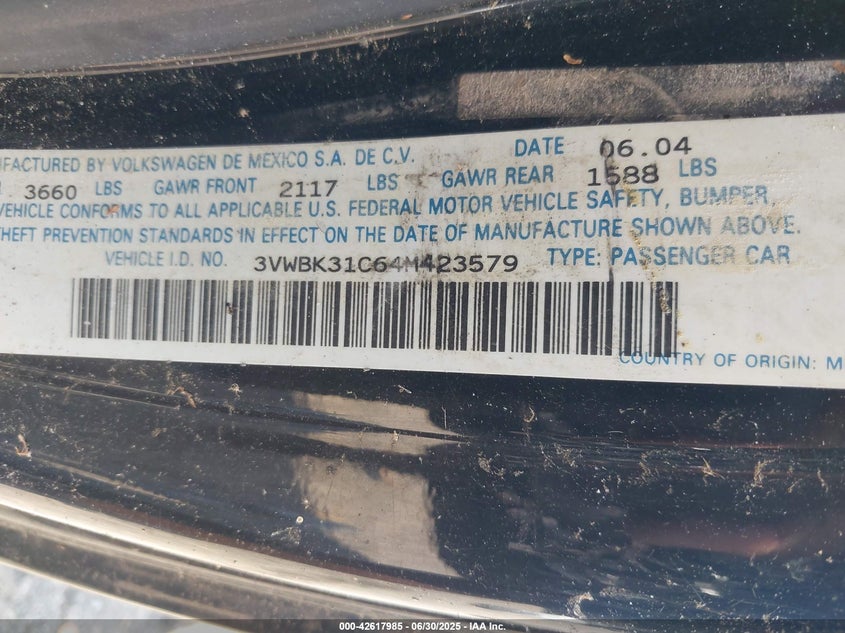 NUFACTURED BY VOLKSWAGEN DE MEXICO S.A. DE C.V. DATE 06.04
3660 LBS GAWR FRONT 2117 LBS GAWR REAR 1588 LBS
VEHICLE CONFORMS TO ALL APPLICABLE U.S. FEDERAL MOTOR VEHICLE SAFETY, BUMPER,
THEFT PREVENTION STANDARDS IN EFFECT ON THE DATE OF MANUFACTURE SHOWN ABOVE.
VEHICLE I.D. NO. 3VWBK31C64M423579 TYPE: PASSENGER CAR
COUNTRY OF ORIGIN: M
000-42617985 - 06/30/2025 - IAA Inc.